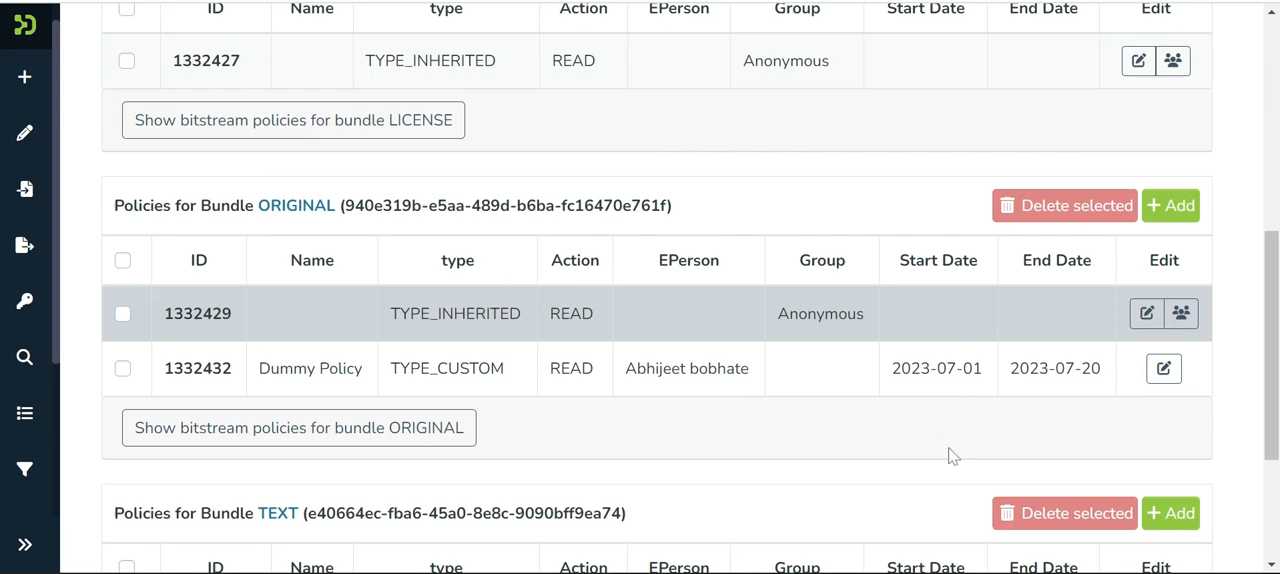 ID Name type Action EPerson Group Start Date End Date Edit
1332427 TYPE_INHERITED READ Anonymous
Show bitstream policies for bundle LICENSE
Policies for Bundle ORIGINAL (940e319b-e5aa-489d-b6ba-fc16470e761f) Delete selected + Add
ID Name type Action EPerson Group Start Date End Date Edit
1332429 TYPE_INHERITED READ Anonymous
1332432 Dummy Policy TYPE_CUSTOM READ Abhijeet bobhate 2023-07-01 2023-07-20
Show bitstream policies for bundle ORIGINAL
Policies for Bundle TEXT (e40664ec-fba6-45a0-8e8c-9090bff9ea74) Delete selected + Add
ID Name type Action EPerson Group Start Date End Date Edit